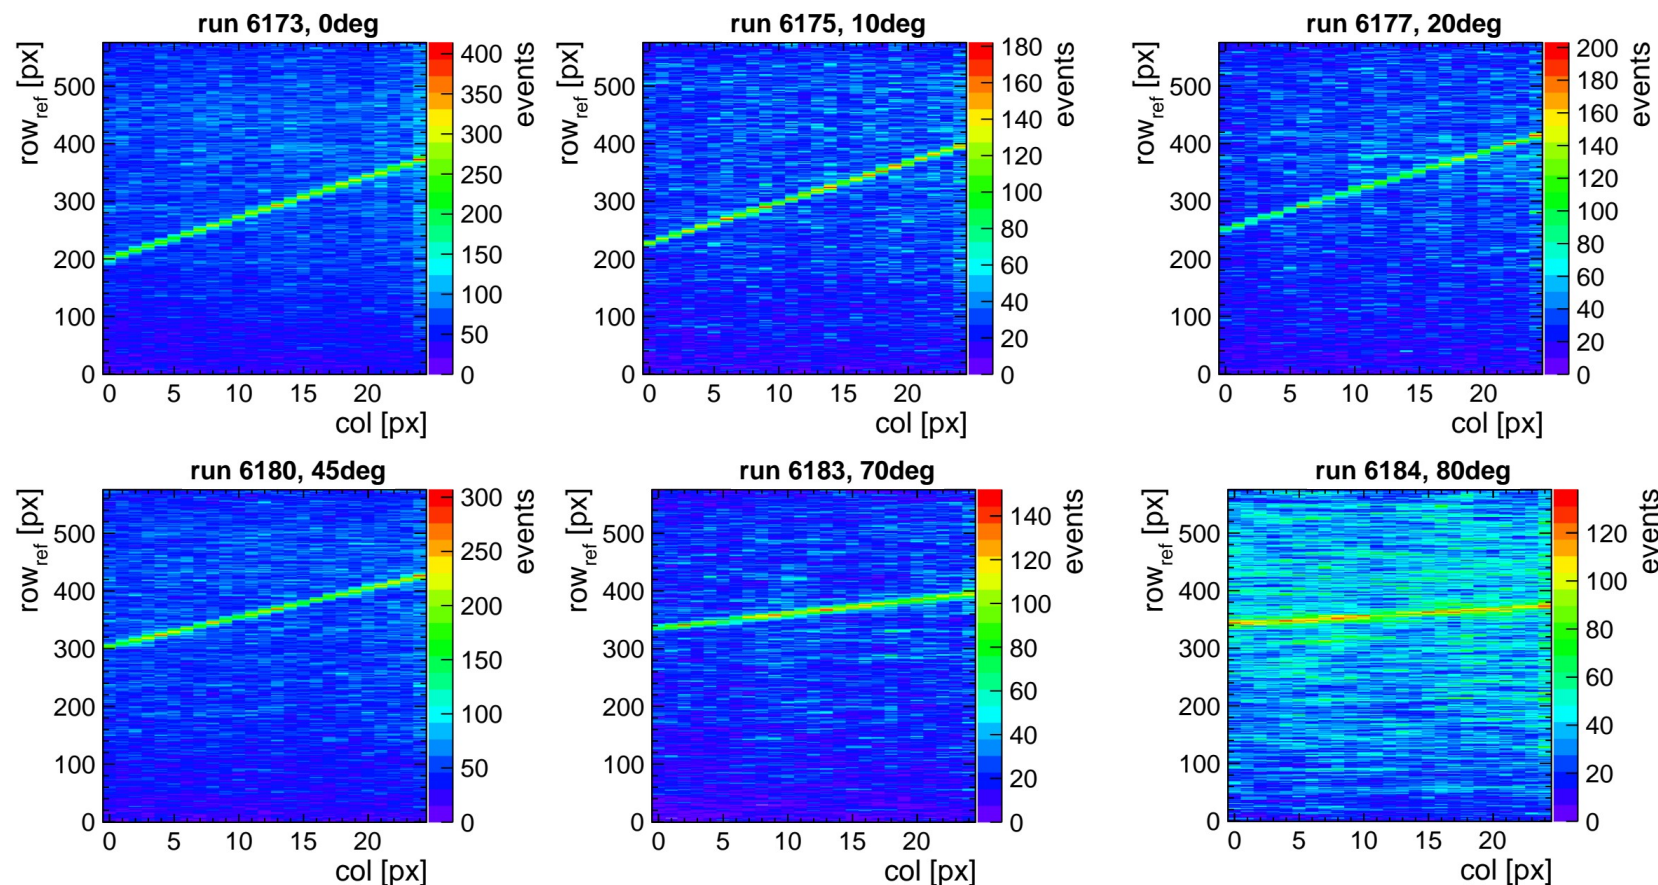 run 6173, 0deg
row_ref [px]
500
400
300
200
100
0
0 5 10 15 20
col [px]
400
350
300
250
200
150
100
50
0
events
run 6175, 10deg
row_ref [px]
500
400
300
200
100
0
0 5 10 15 20
col [px]
180
160
140
120
100
80
60
40
20
0
events
run 6177, 20deg
row_ref [px]
500
400
300
200
100
0
0 5 10 15 20
col [px]
200
180
160
140
120
100
80
60
40
20
0
events
run 6180, 45deg
row_ref [px]
500
400
300
200
100
0
0 5 10 15 20
col [px]
300
250
200
150
100
50
0
events
run 6183, 70deg
row_ref [px]
500
400
300
200
100
0
0 5 10 15 20
col [px]
140
120
100
80
60
40
20
0
events
run 6184, 80deg
row_ref [px]
500
400
300
200
100
0
0 5 10 15 20
col [px]
120
100
80
60
40
20
0
events